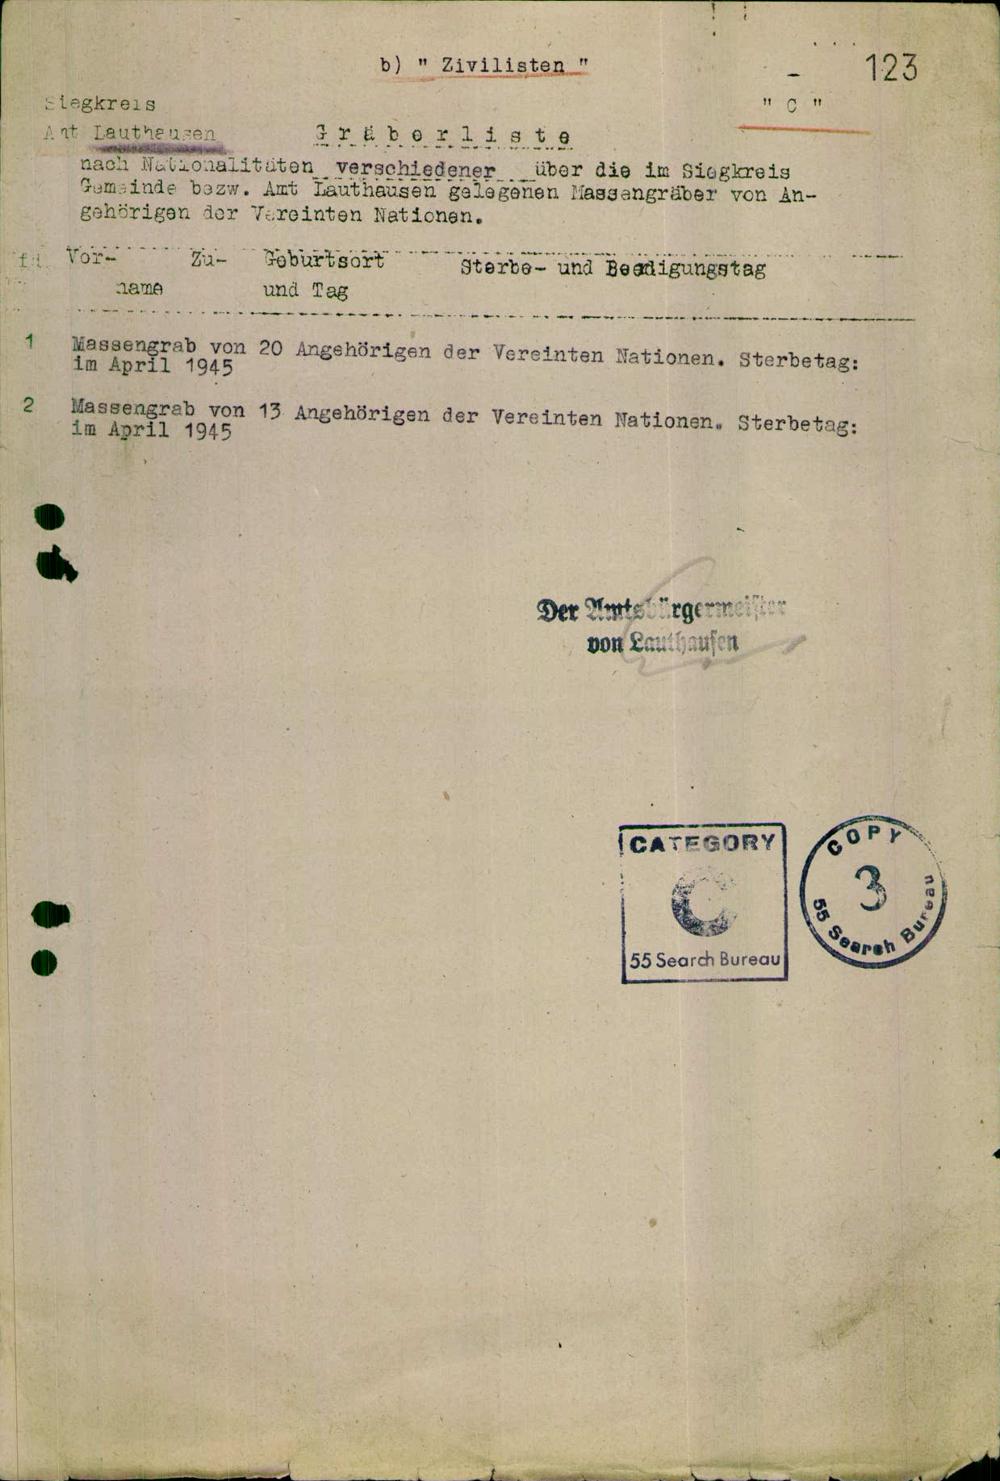 b) " Zivilisten "
123
Siegkreis
" C "
Amt Lauthausen
Gräberliste
nach Nationalitäten verschiedener über die im Siegkreis
Gemeinde bezw. Amt Lauthausen gelegenen Massengräber von An-
gehörigen der Vereinten Nationen.
Vor- Zu- Geburtsort Sterbe- und Beerdigungstag
name und Tag
1 Massengrab von 20 Angehörigen der Vereinten Nationen. Sterbetag:
im April 1945
2 Massengrab von 13 Angehörigen der Vereinten Nationen. Sterbetag:
im April 1945
Der Amtsbürgermeister
von Lauthausen
CATEGORY
C
55 Search Bureau
COPY
3
55 Search Bureau